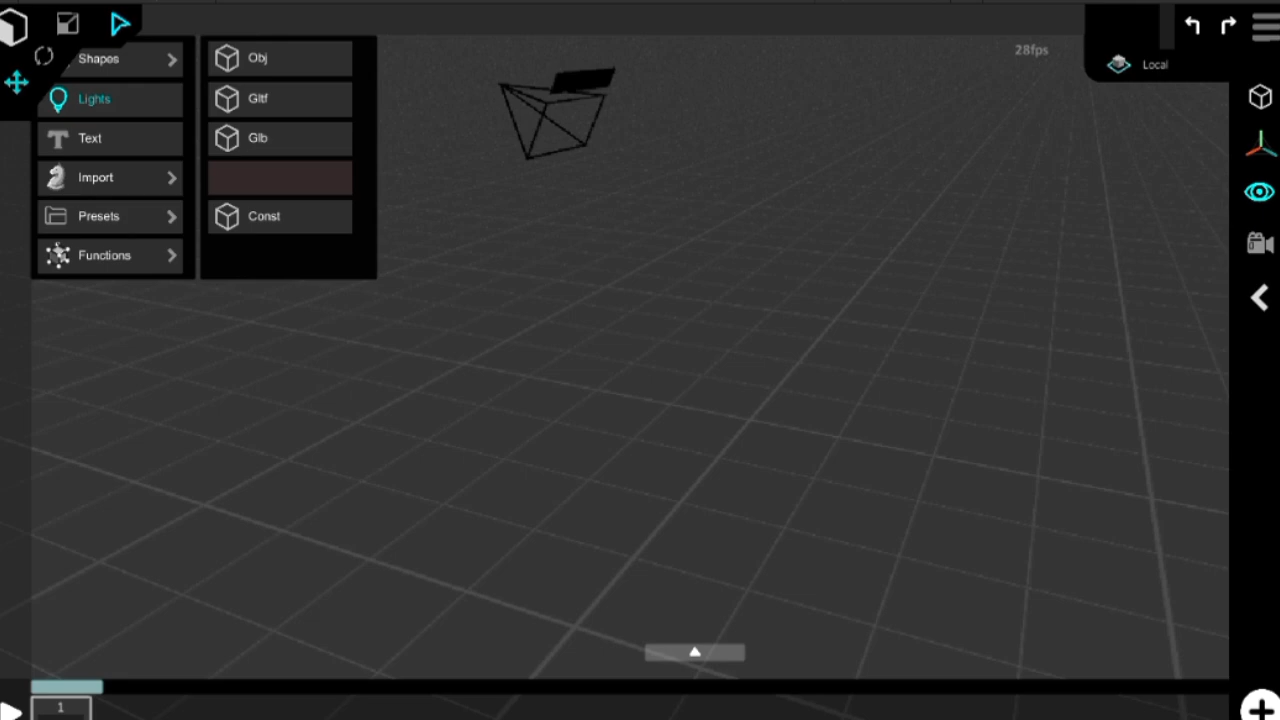 Shapes
Lights
Text
Import
Presets
Functions
Obj
Gltf
Glb
Const
28fps
Local
1